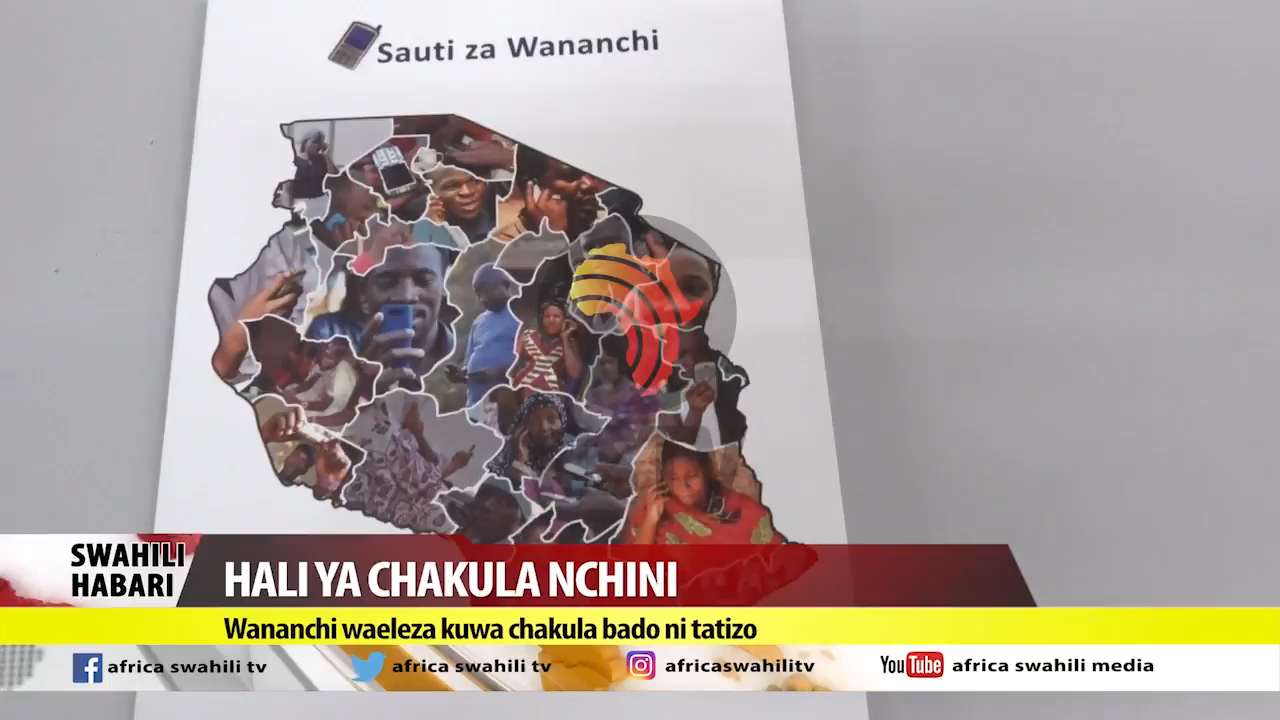 Sauti za Wananchi
SWAHILI
HABARI
HALI YA CHAKULA NCHINI
Wananchi waeleza kuwa chakula bado ni tatizo
africa swahili tv
africa swahili tv
africaswahilitv
YouTube africa swahili media